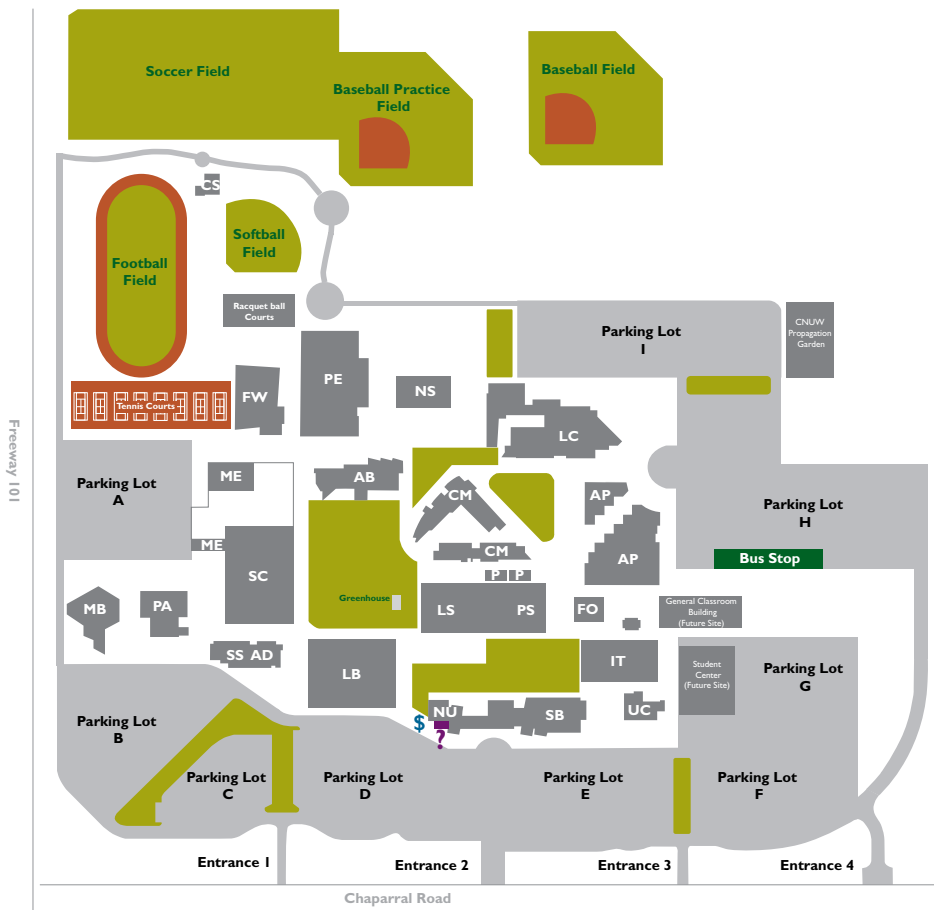 Soccer Field
Baseball Practice
Field
Baseball Field
CS
Softball
Field
Football
Field
Racquet ball
Courts
Parking Lot
I
CNUW
Propagation
Garden
PE
NS
FW
Tennis Courts
LC
Freeway 101
Parking Lot
A
ME
AB
CM
AP
Parking Lot
H
ME
CM
AP
Bus Stop
SC
P
P
MB
PA
Greenhouse
LS
PS
FO
General Classroom
Building
(Future Site)
SS
AD
LB
IT
Student
Center
(Future Site)
Parking Lot
G
Parking Lot
B
$
NU
?
SB
UC
Parking Lot
C
Parking Lot
D
Parking Lot
E
Parking Lot
F
Entrance 1
Entrance 2
Entrance 3
Entrance 4
Chaparral Road